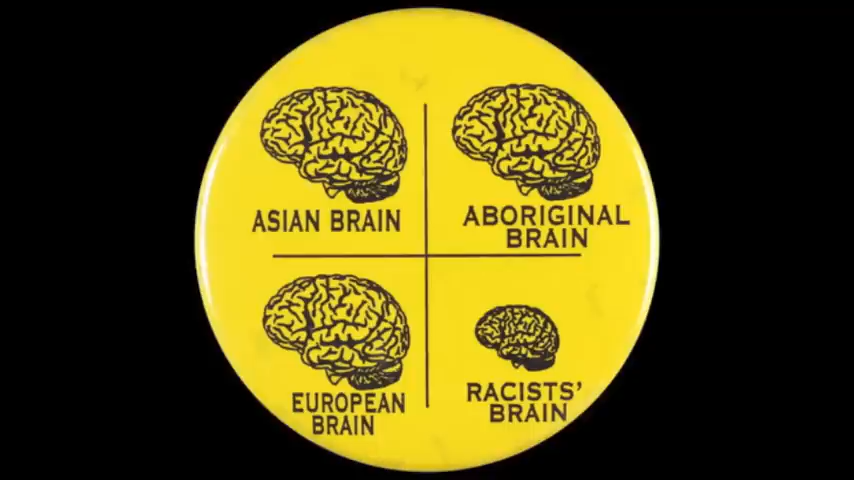 ASIAN BRAIN
ABORIGINAL
BRAIN
EUROPEAN
BRAIN
RACISTS'
BRAIN